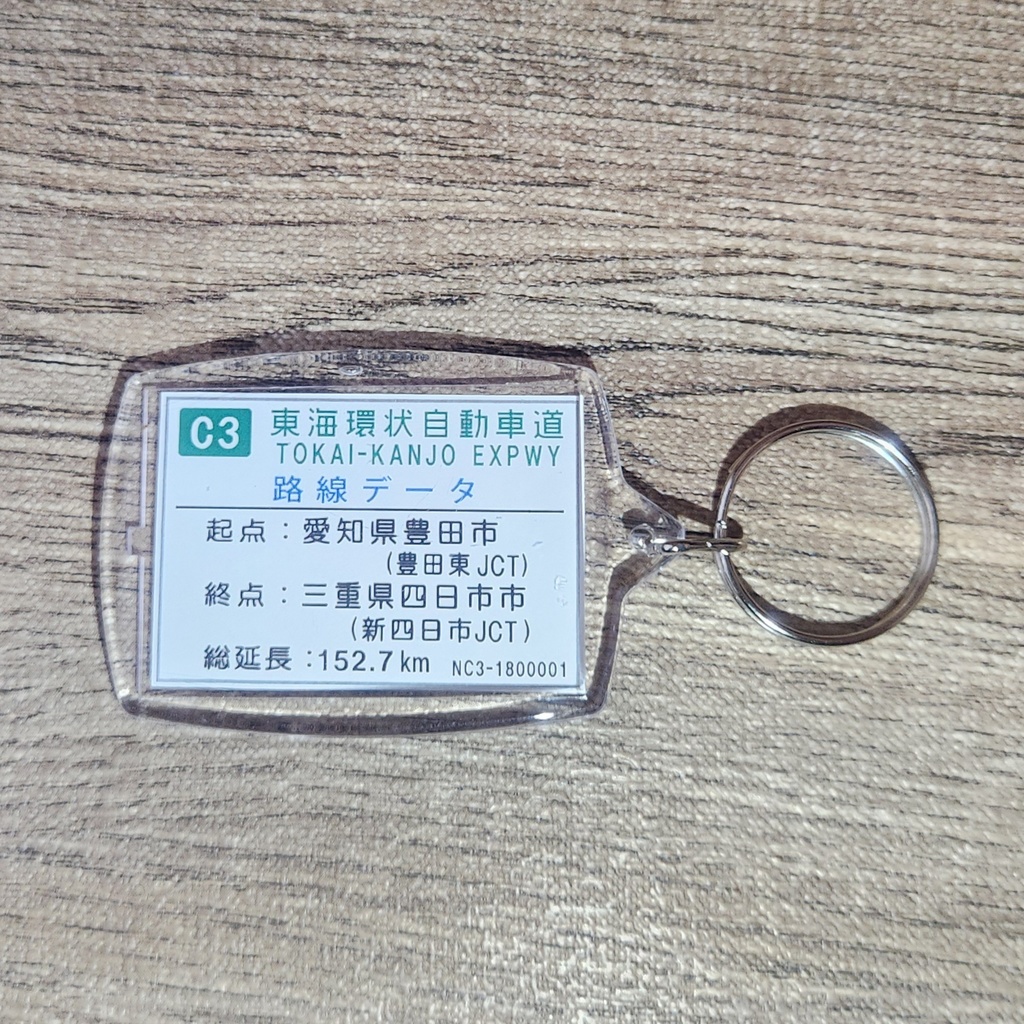 C3 東海環状自動車道
TOKAI-KANJO EXPWY
路線データ
起点：愛知県豊田市
(豊田東JCT)
終点：三重県四日市市
(新四日市JCT)
総延長：152.7km NC3-1800001